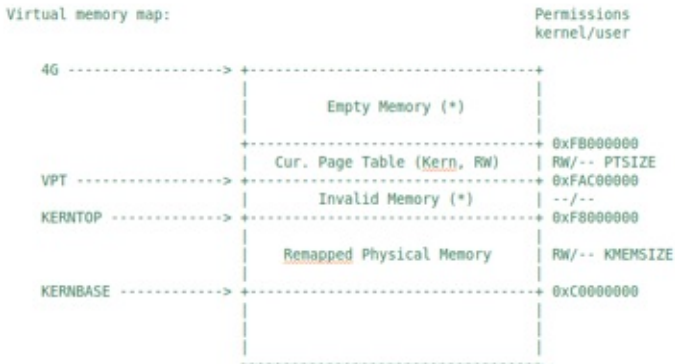 Virtual memory map: Permissions
kernel/user
4G ------------------> +---------------------------------+
| |
| Empty Memory (*) |
| |
+---------------------------------+ 0xFB000000
| Cur. Page Table (Kern, RW) | RW/-- PTSIZE
VPT -----------------> +---------------------------------+ 0xFAC00000
| Invalid Memory (*) | --/--
KERNTOP -------------> +---------------------------------+ 0xF8000000
| |
| Remapped Physical Memory | RW/-- KMEMSIZE
| |
KERNBASE ------------> +---------------------------------+ 0xC0000000
| |
| |
| |
-----------------------------------